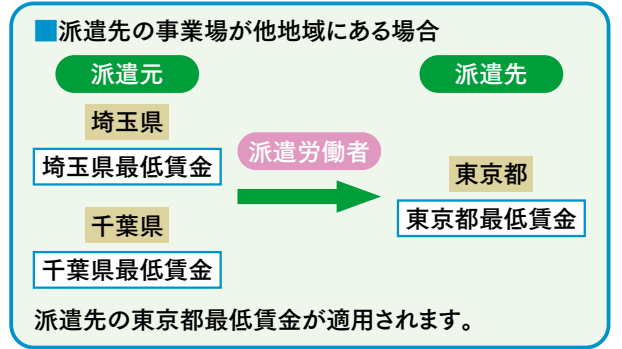 ■派遣先の事業場が他地域にある場合
派遣元
派遣先
埼玉県
埼玉県最低賃金
派遣労働者
東京都
東京都最低賃金
千葉県
千葉県最低賃金
派遣先の東京都最低賃金が適用されます。